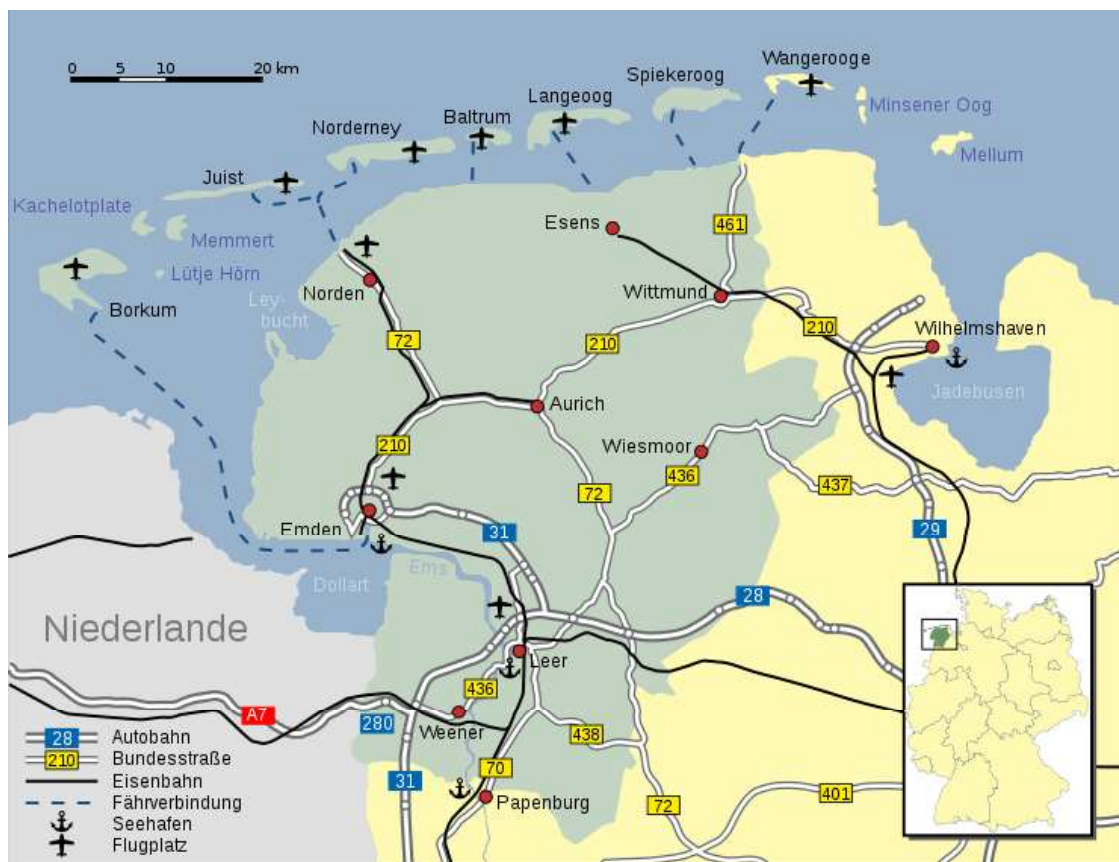 0 5 10 20 km
Wangerooge
Spiekeroog
Minsener Oog
Langeoog
Baltrum
Norderney
Mellum
Juist
Kachelotplate
Memmert
Lütje Hörn
Borkum
Esens
461
Norden
Ley-
bucht
Wittmund
210
Wilhelmshaven
72
210
Jadebusen
Aurich
210
Wiesmoor
436
437
72
Emden
31
29
Ems
Dollart
28
Niederlande
Leer
436
A7
280
Weener
438
31
70
Papenburg
72
401
28 Autobahn
210 Bundesstraße
Eisenbahn
Fährverbindung
Seehafen
Flugplatz